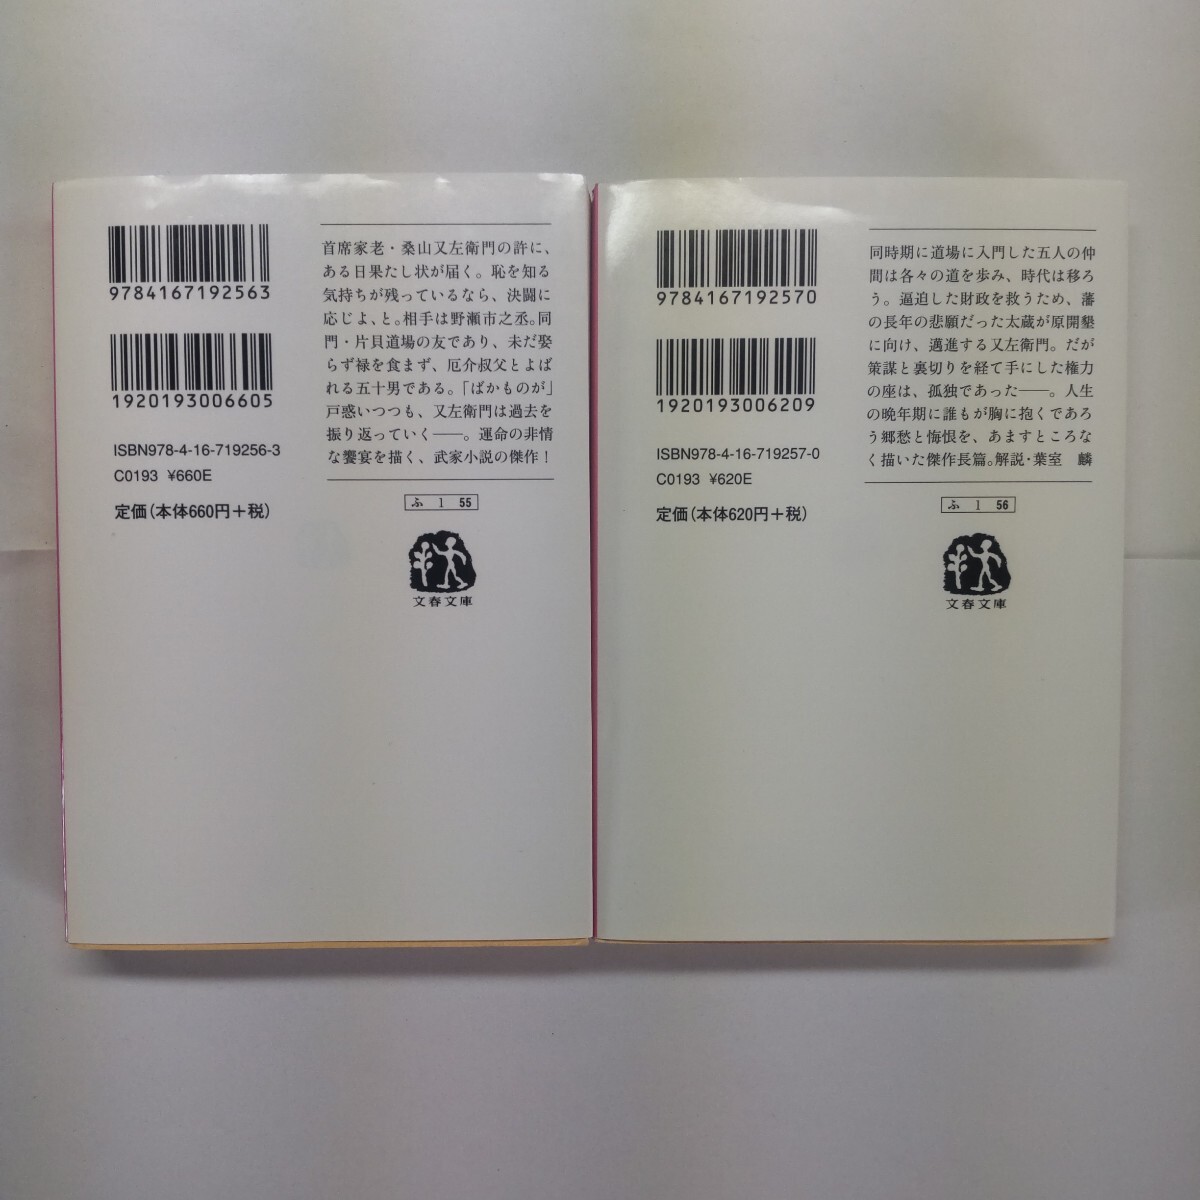 9784167192563
1920193006605
ISBN978-4-16-719256-3
C0193 ¥660E
定価(本体660円+税)
首席家老・桑山又左衛門の許に、
ある日果たし状が届く。恥を知る
気持ちが残っているなら、決闘に
応じよ、と。相手は野瀬市之丞。同
門・片貝道場の友であり、未だ娶
らず禄を食まず、厄介叔父とよば
れる五十男である。「ばかものが」
戸惑いつつも、又左衛門は過去を
振り返っていく――。運命の非情
な饗宴を描く、武家小説の傑作!
ふ 1 55
文春文庫
9784167192570
1920193006209
ISBN978-4-16-719257-0
C0193 ¥620E
定価(本体620円+税)
同時期に道場に入門した五人の仲
間は各々の道を歩み、時代は移ろ
う。逼迫した財政を救うため、藩
の長年の悲願だった太蔵が原開墾
に向け、邁進する又左衛門。だが
策謀と裏切りを経て手にした権力
の座は、孤独であった――。人生
の晩年期に誰もが胸に抱くであろ
う郷愁と悔恨を、あますところな
く描いた傑作長篇。解説・葉室 麟
ふ 1 56
文春文庫